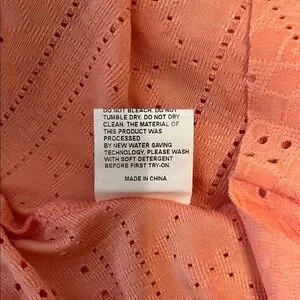 DO NOT BLEACH. DO NOT
TUMBLE DRY. DO NOT DRY
CLEAN. THE MATERIAL OF
THIS PRODUCT WAS
PROCESSED
BY NEW WATER SAVING
TECHNOLOGY, PLEASE WASH
WITH SOFT DETERGENT
BEFORE FIRST TRY-ON.
MADE IN CHINA